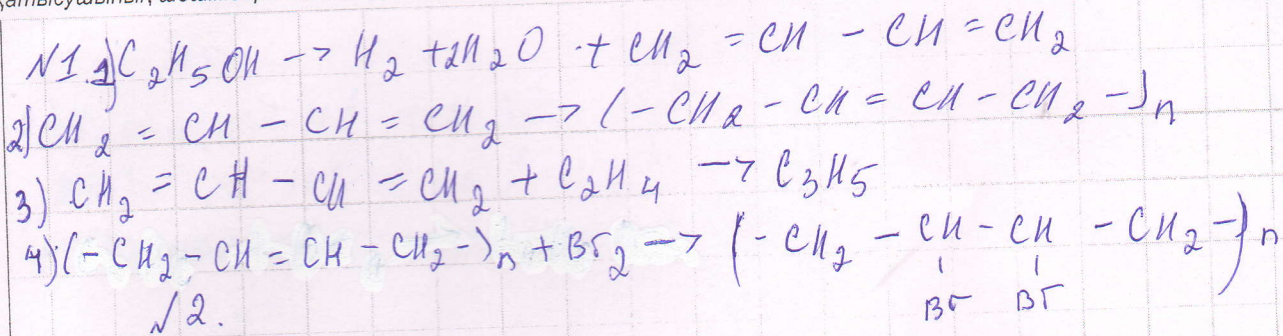 №1. 1) C₂H₅OH → H₂ + 2H₂O + CH₂ = CH - CH = CH₂
2) CH₂ = CH - CH = CH₂ → (- CH₂ - CH = CH - CH₂ -)n
3) CH₂ = CH - CH = CH₂ + C₂H₄ → C₃H₅
4) (- CH₂ - CH = CH - CH₂ -)n + Br₂ → (- CH₂ - CH - CH - CH₂ -)n
Br Br
№2.